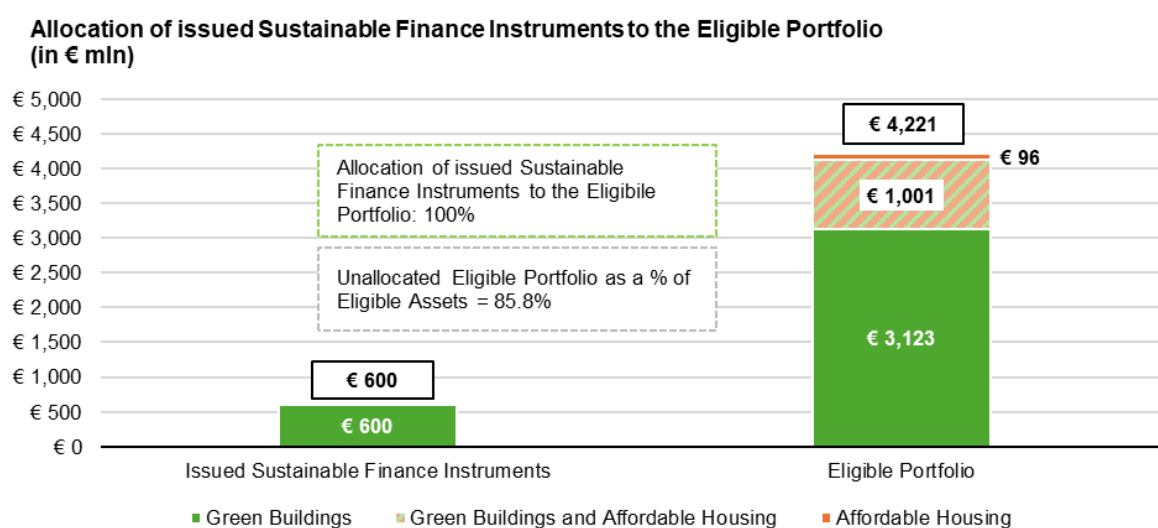 Allocation of issued Sustainable Finance Instruments to the Eligible Portfolio
(in € mln)
€ 5,000
€ 4,500
€ 4,000
€ 3,500
€ 3,000
€ 2,500
€ 2,000
€ 1,500
€ 1,000
€ 500
€ 0
Allocation of issued Sustainable
Finance Instruments to the Eligibile
Portfolio: 100%
Unallocated Eligible Portfolio as a % of
Eligible Assets = 85.8%
€ 600
€ 600
€ 4,221
€ 96
€ 1,001
€ 3,123
Issued Sustainable Finance Instruments
Eligible Portfolio
Green Buildings
Green Buildings and Affordable Housing
Affordable Housing